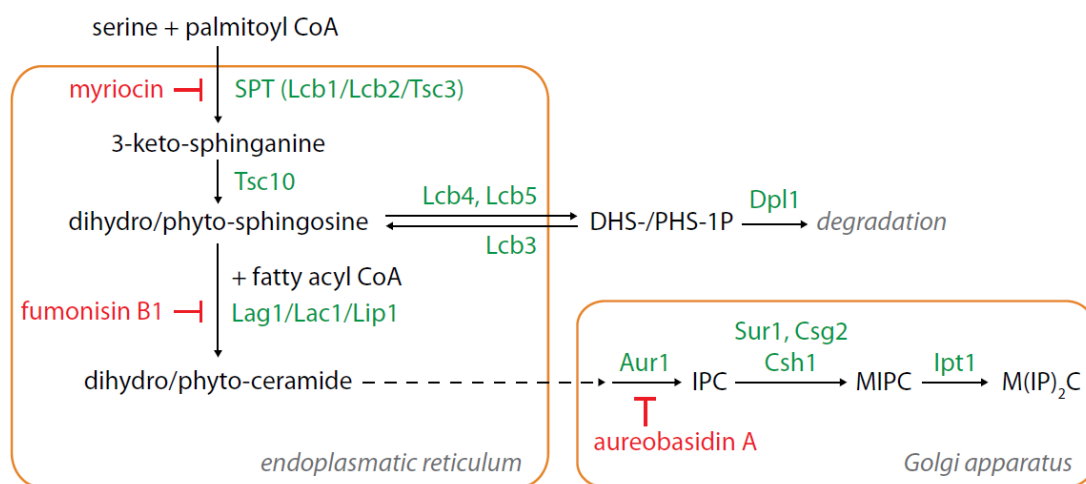 serine + palmitoyl CoA
myriocin
SPT (Lcb1/Lcb2/Tsc3)
3-keto-sphinganine
Tsc10
dihydro/phyto-sphingosine
Lcb4, Lcb5
Lcb3
DHS-/PHS-1P
Dpl1
degradation
+ fatty acyl CoA
fumonisin B1
Lag1/Lac1/Lip1
dihydro/phyto-ceramide
Aur1
IPC
Sur1, Csg2
Csh1
MIPC
Ipt1
M(IP)₂C
aureobasidin A
endoplasmatic reticulum
Golgi apparatus